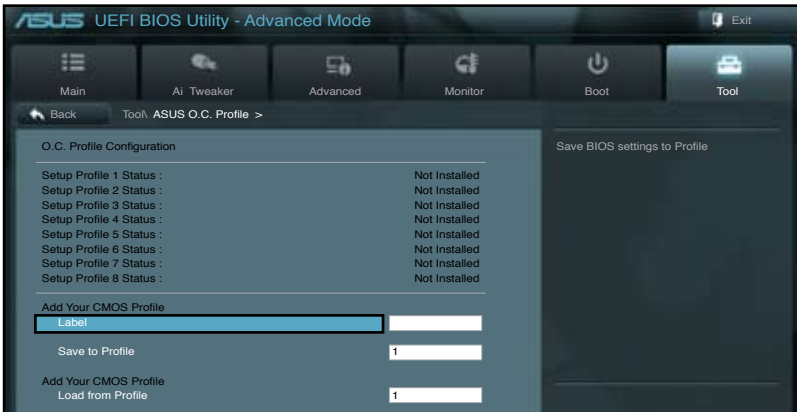 ASUS UEFI BIOS Utility - Advanced Mode
Exit
Main
Ai Tweaker
Advanced
Monitor
Boot
Tool
Back
Tool\ ASUS O.C. Profile >
O.C. Profile Configuration
Save BIOS settings to Profile
Setup Profile 1 Status : Not Installed
Setup Profile 2 Status : Not Installed
Setup Profile 3 Status : Not Installed
Setup Profile 4 Status : Not Installed
Setup Profile 5 Status : Not Installed
Setup Profile 6 Status : Not Installed
Setup Profile 7 Status : Not Installed
Setup Profile 8 Status : Not Installed
Add Your CMOS Profile
Label
Save to Profile 1
Add Your CMOS Profile
Load from Profile 1